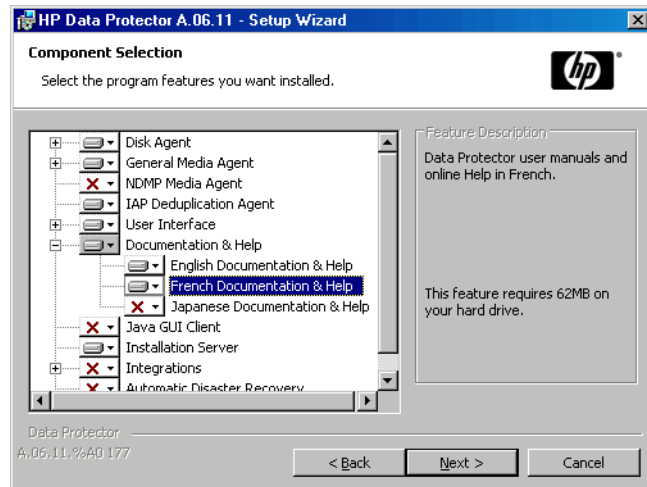 HP Data Protector A.06.11 - Setup Wizard
Component Selection
Select the program features you want installed.
hp
Disk Agent
General Media Agent
NDMP Media Agent
IAP Deduplication Agent
User Interface
Documentation & Help
English Documentation & Help
French Documentation & Help
Japanese Documentation & Help
Java GUI Client
Installation Server
Integrations
Automatic Disaster Recovery
Feature Description
Data Protector user manuals and
online Help in French.
This feature requires 62MB on
your hard drive.
Data Protector
A.06.11.%A0 177
< Back
Next >
Cancel